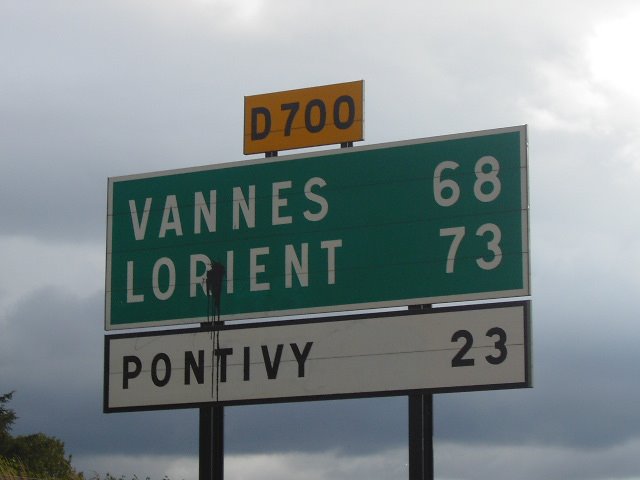 D700
VANNES 68
LORIENT 73
PONTIVY 23